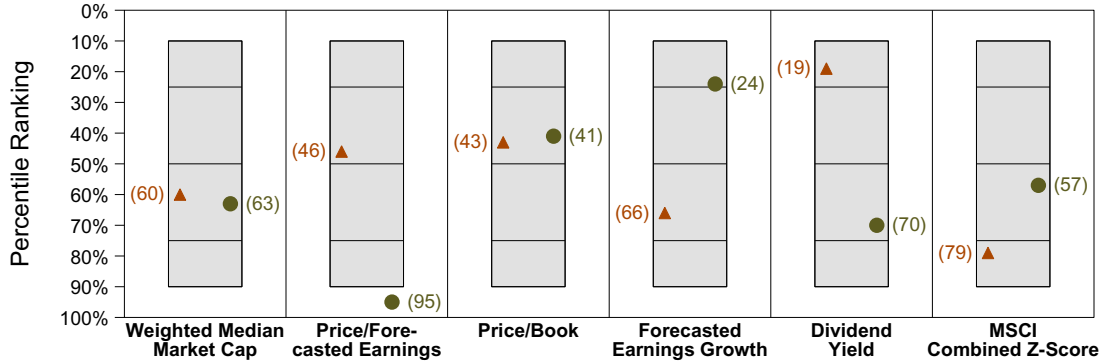 Percentile Ranking
0%
10%
20%
30%
40%
50%
60%
70%
80%
90%
100%
(60)
(63)
(46)
(95)
(43)
(41)
(66)
(24)
(19)
(70)
(79)
(57)
Weighted Median
Market Cap
Price/Fore-
casted Earnings
Price/Book
Forecasted
Earnings Growth
Dividend
Yield
MSCI
Combined Z-Score